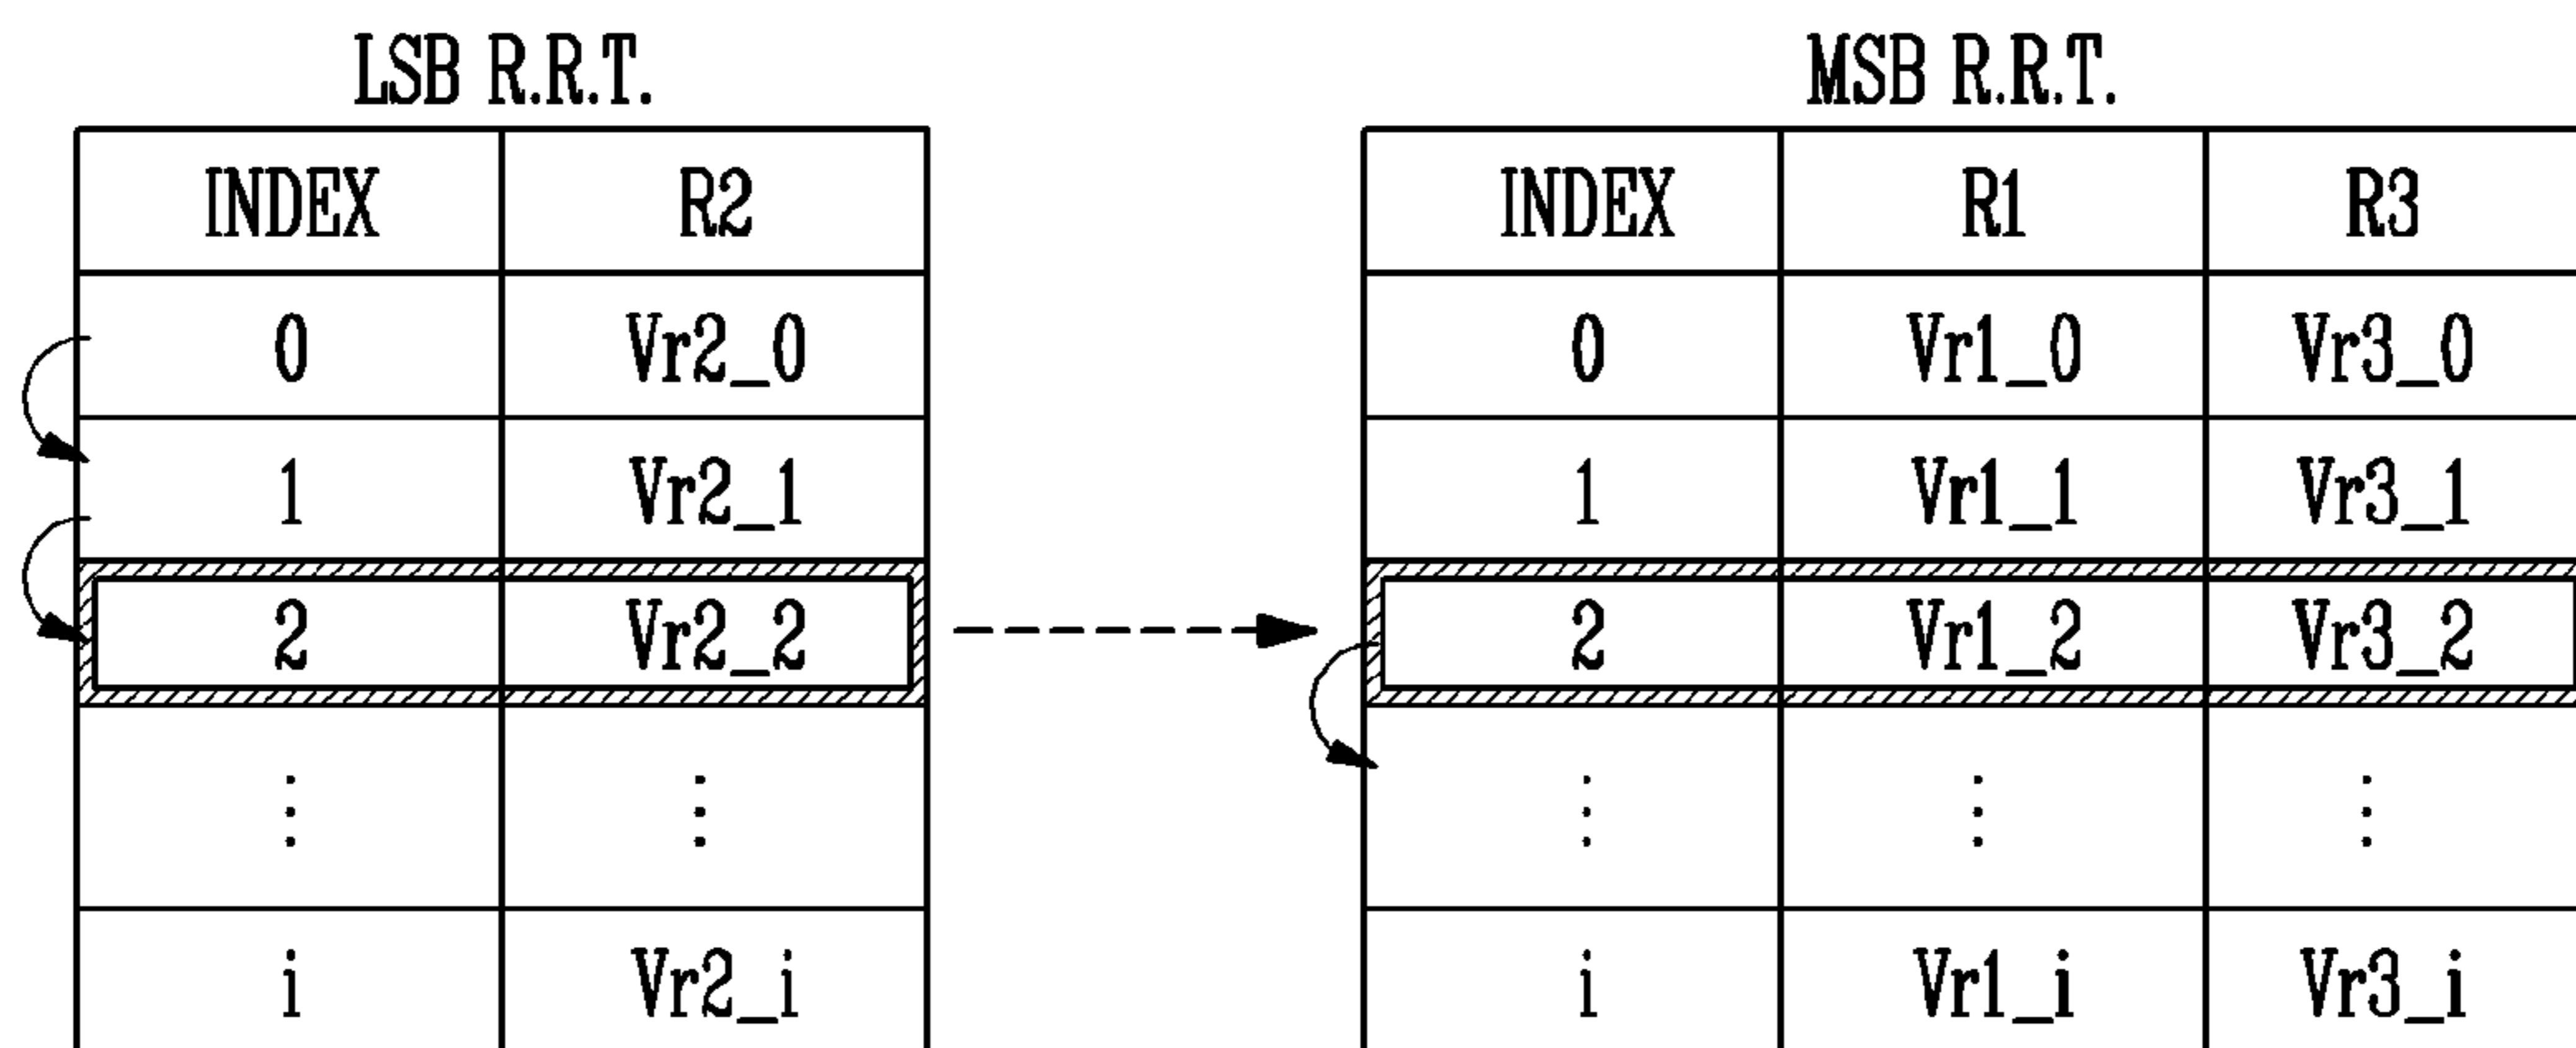 LSB R.R.T.
INDEX R2
0 Vr2_0
1 Vr2_1
2 Vr2_2
⋮ ⋮
i Vr2_i
MSB R.R.T.
INDEX R1 R3
0 Vr1_0 Vr3_0
1 Vr1_1 Vr3_1
2 Vr1_2 Vr3_2
⋮ ⋮ ⋮
i Vr1_i Vr3_i